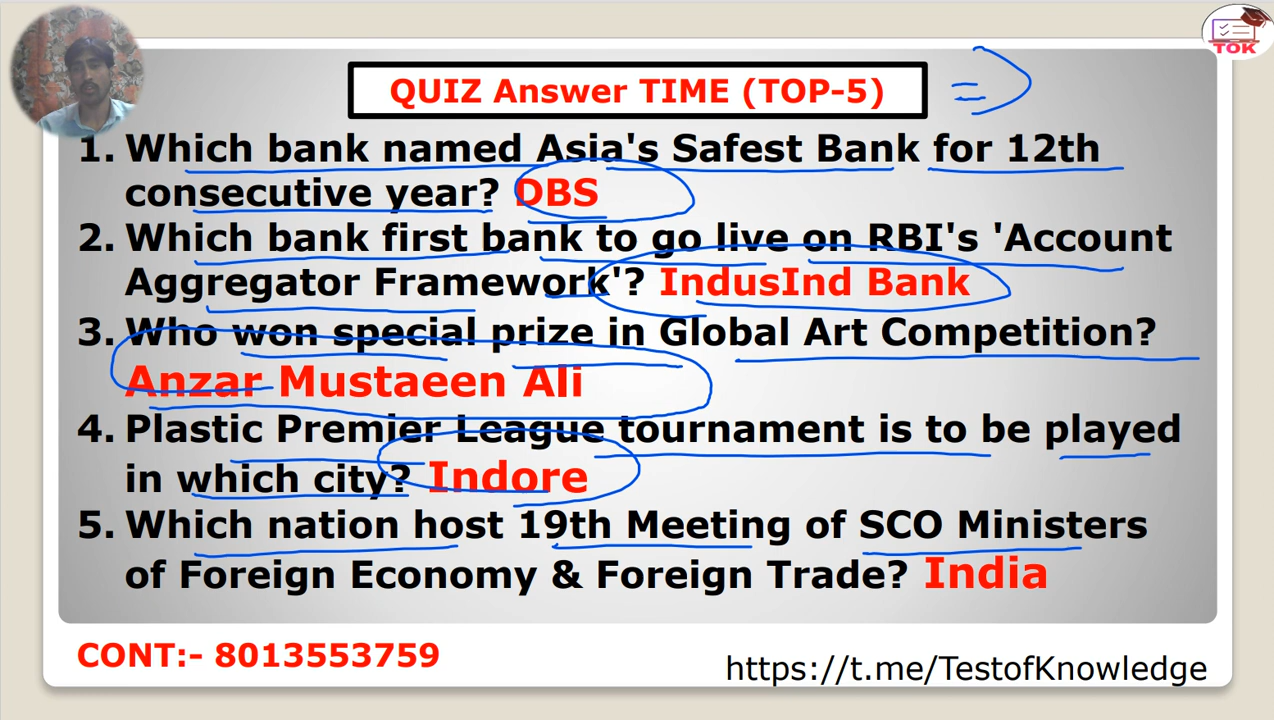 TOK
QUIZ Answer TIME (TOP-5)
1. Which bank named Asia's Safest Bank for 12th
consecutive year? DBS
2. Which bank first bank to go live on RBI's 'Account
Aggregator Framework'? IndusInd Bank
3. Who won special prize in Global Art Competition?
Anzar Mustaeen Ali
4. Plastic Premier League tournament is to be played
in which city? Indore
5. Which nation host 19th Meeting of SCO Ministers
of Foreign Economy & Foreign Trade? India
CONT:- 8013553759
https://t.me/TestofKnowledge